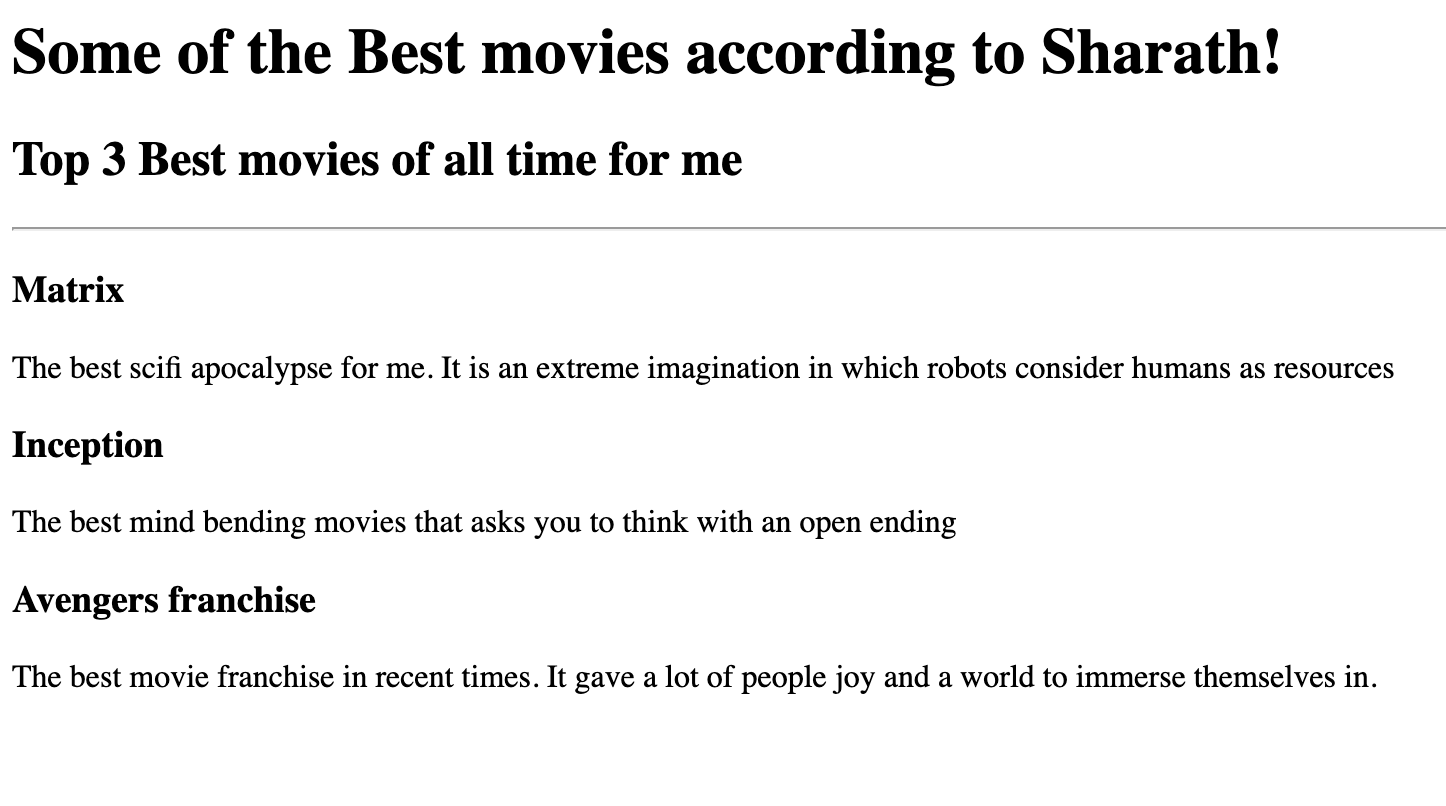 Some of the Best movies according to Sharath!
Top 3 Best movies of all time for me
Matrix
The best scifi apocalypse for me. It is an extreme imagination in which robots consider humans as resources
Inception
The best mind bending movies that asks you to think with an open ending
Avengers franchise
The best movie franchise in recent times. It gave a lot of people joy and a world to immerse themselves in.